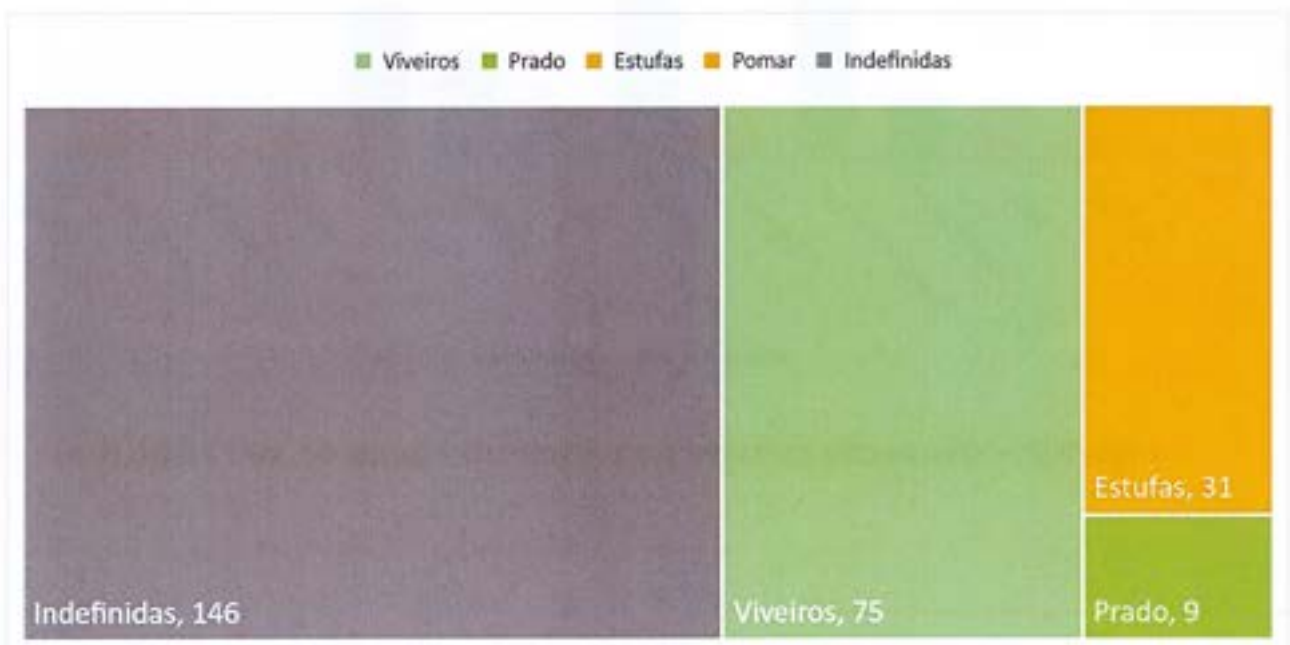 Viveiros Prado Estufas Pomar Indefinidas
Estufas, 31
Indefinidas, 146
Viveiros, 75
Prado, 9